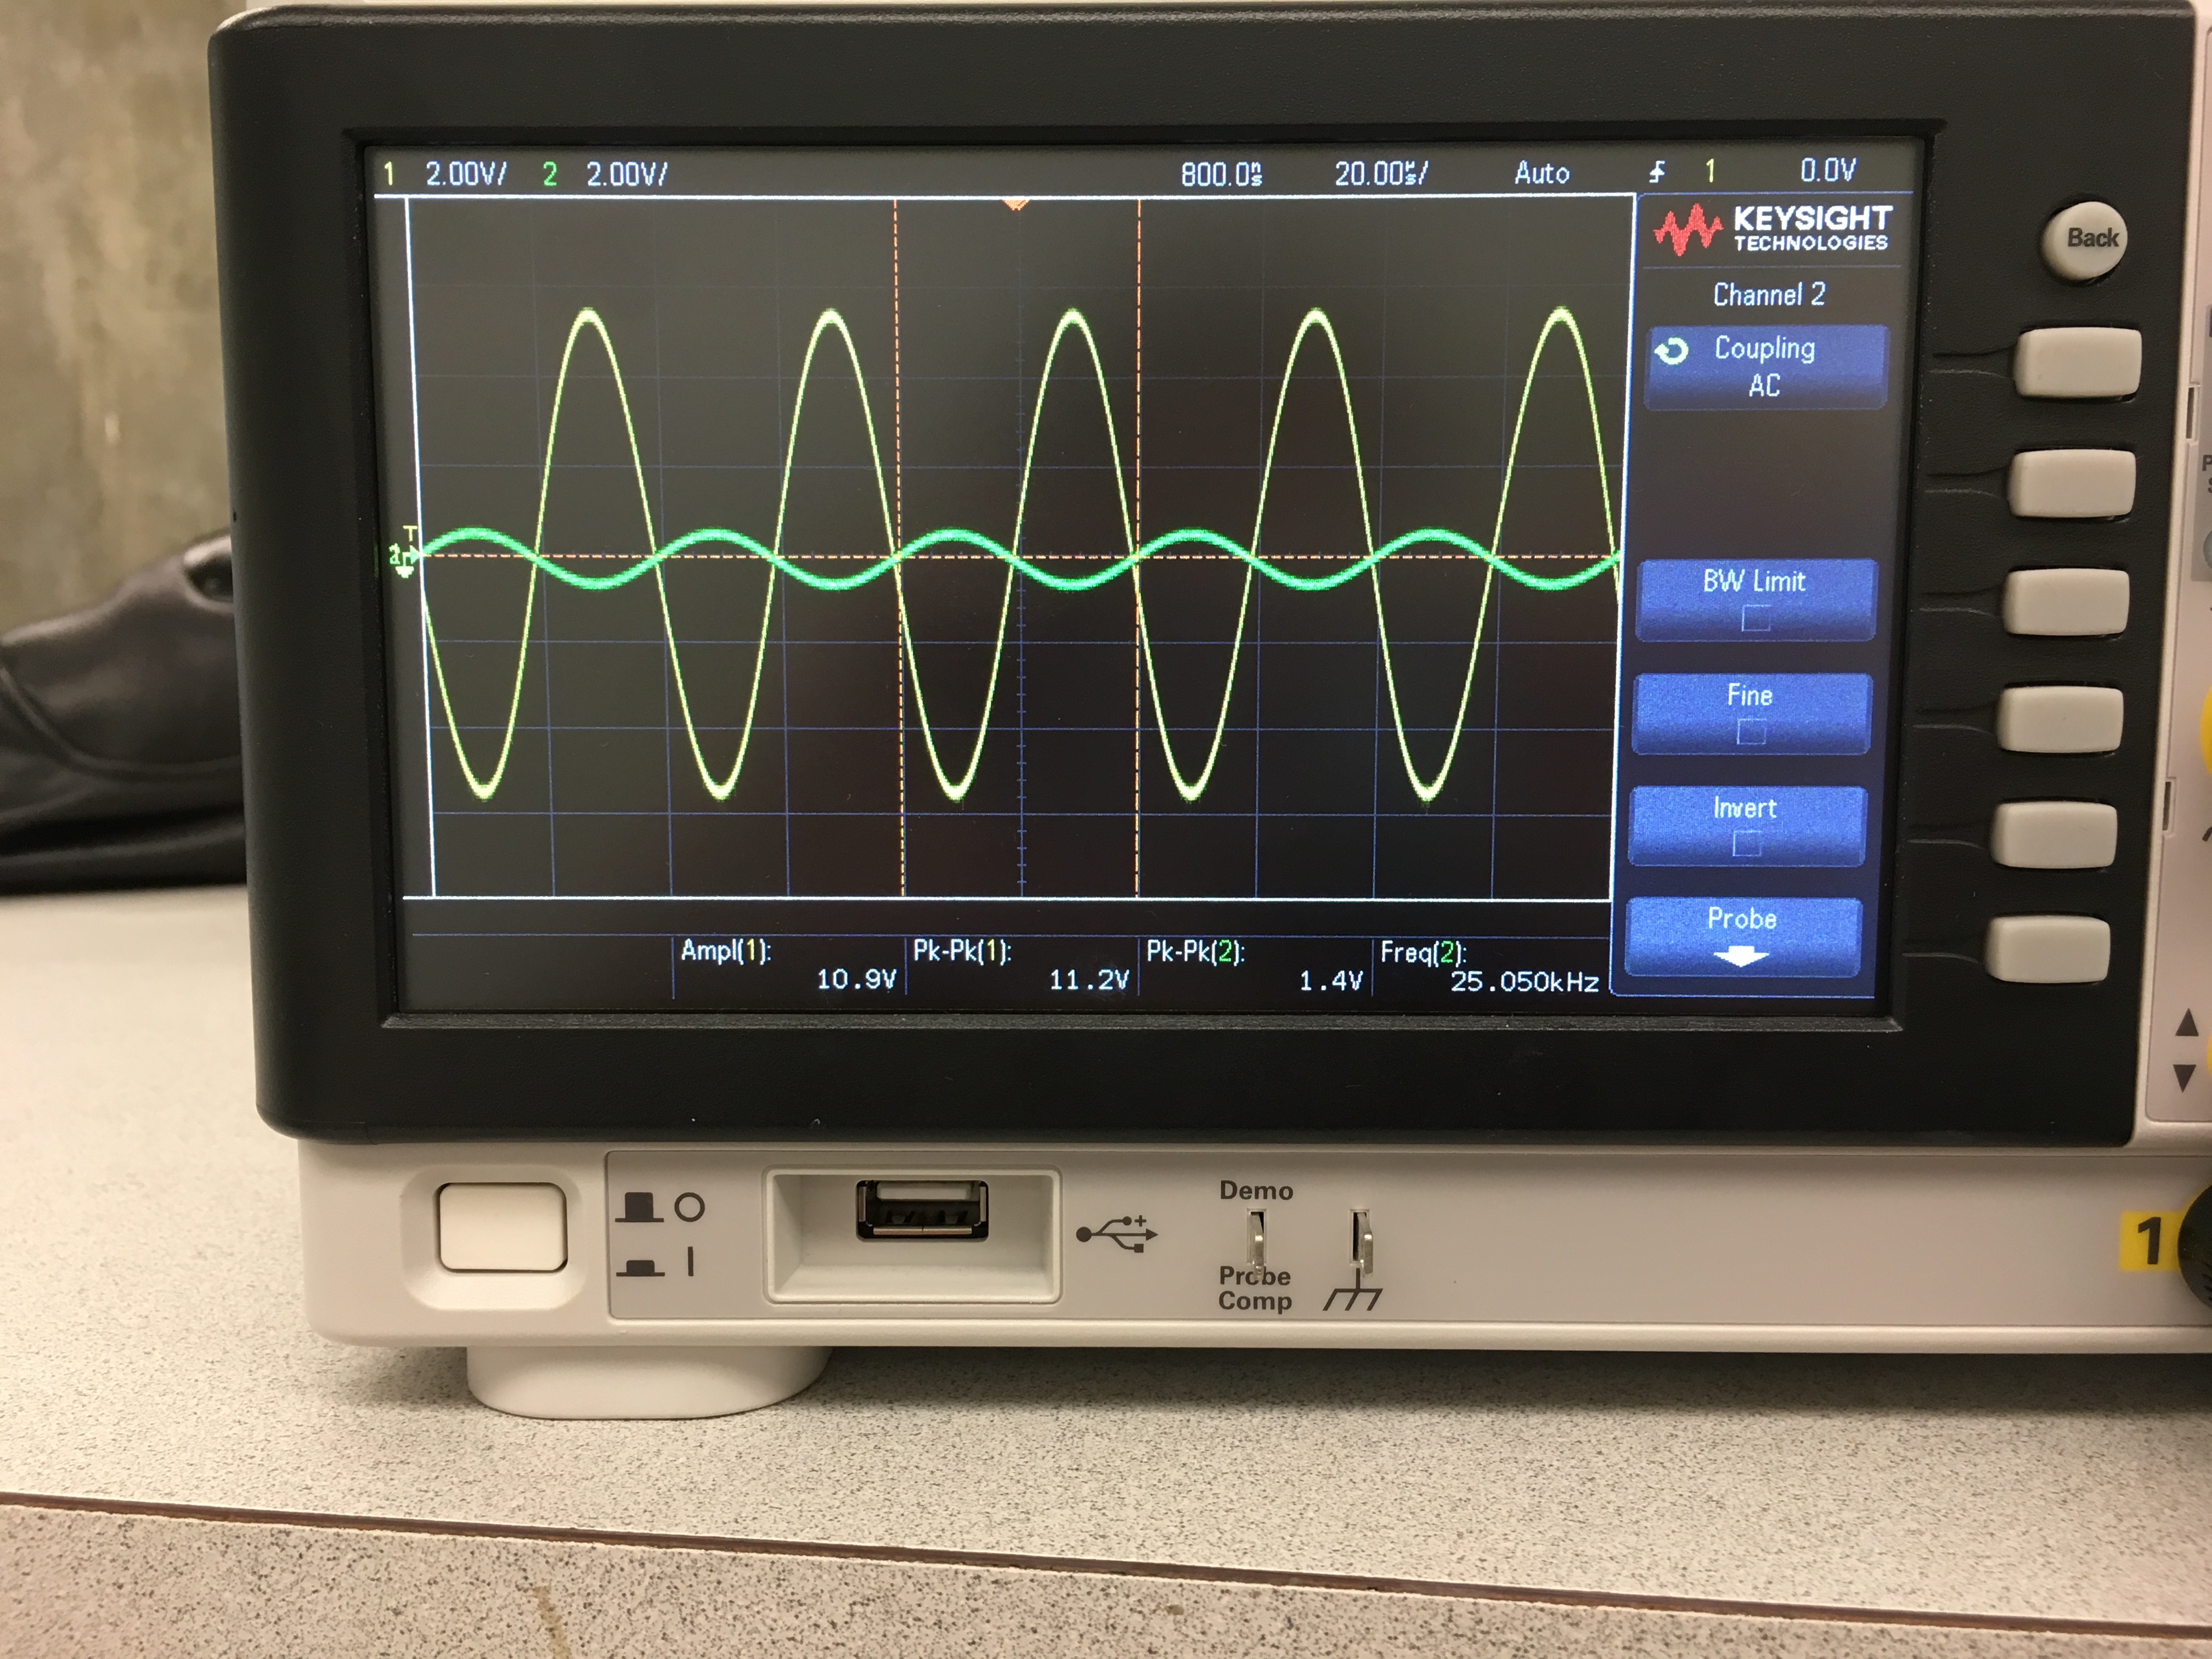 1 2.00V/ 2 2.00V/ 800.0ns 20.00us/ Auto 1 0.0V
KEYSIGHT
TECHNOLOGIES
Channel 2
Coupling
AC
BW Limit
Fine
Invert
Probe
T
Ampl(1):
10.9V
Pk-Pk(1):
11.2V
Pk-Pk(2):
1.4V
Freq(2):
25.050kHz
Back
Demo
Probe
Comp
1